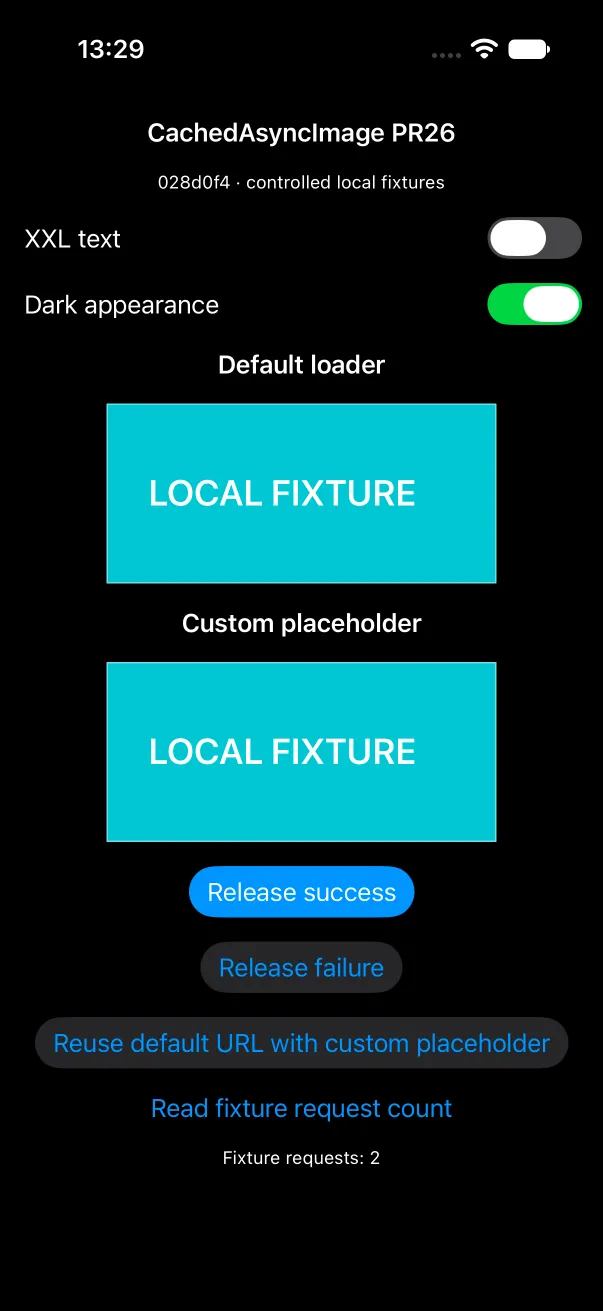 13:29
CachedAsyncImage PR26
028d0f4 · controlled local fixtures
XXL text
Dark appearance
Default loader
LOCAL FIXTURE
Custom placeholder
LOCAL FIXTURE
Release success
Release failure
Reuse default URL with custom placeholder
Read fixture request count
Fixture requests: 2